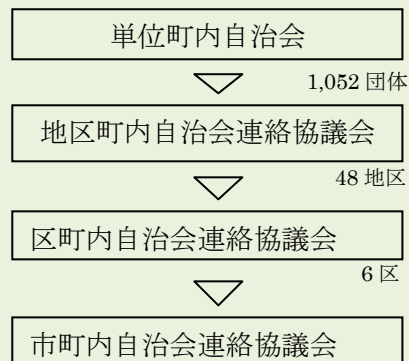 単位町内自治会
1,052 団体
地区町内自治会連絡協議会
48 地区
区町内自治会連絡協議会
6 区
市町内自治会連絡協議会